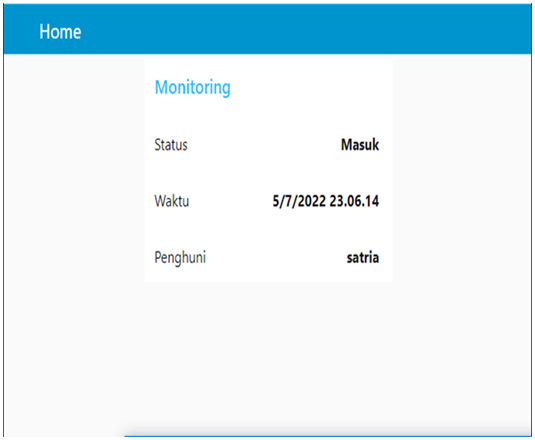 Home
Monitoring
Status Masuk
Waktu 5/7/2022 23.06.14
Penghuni satria